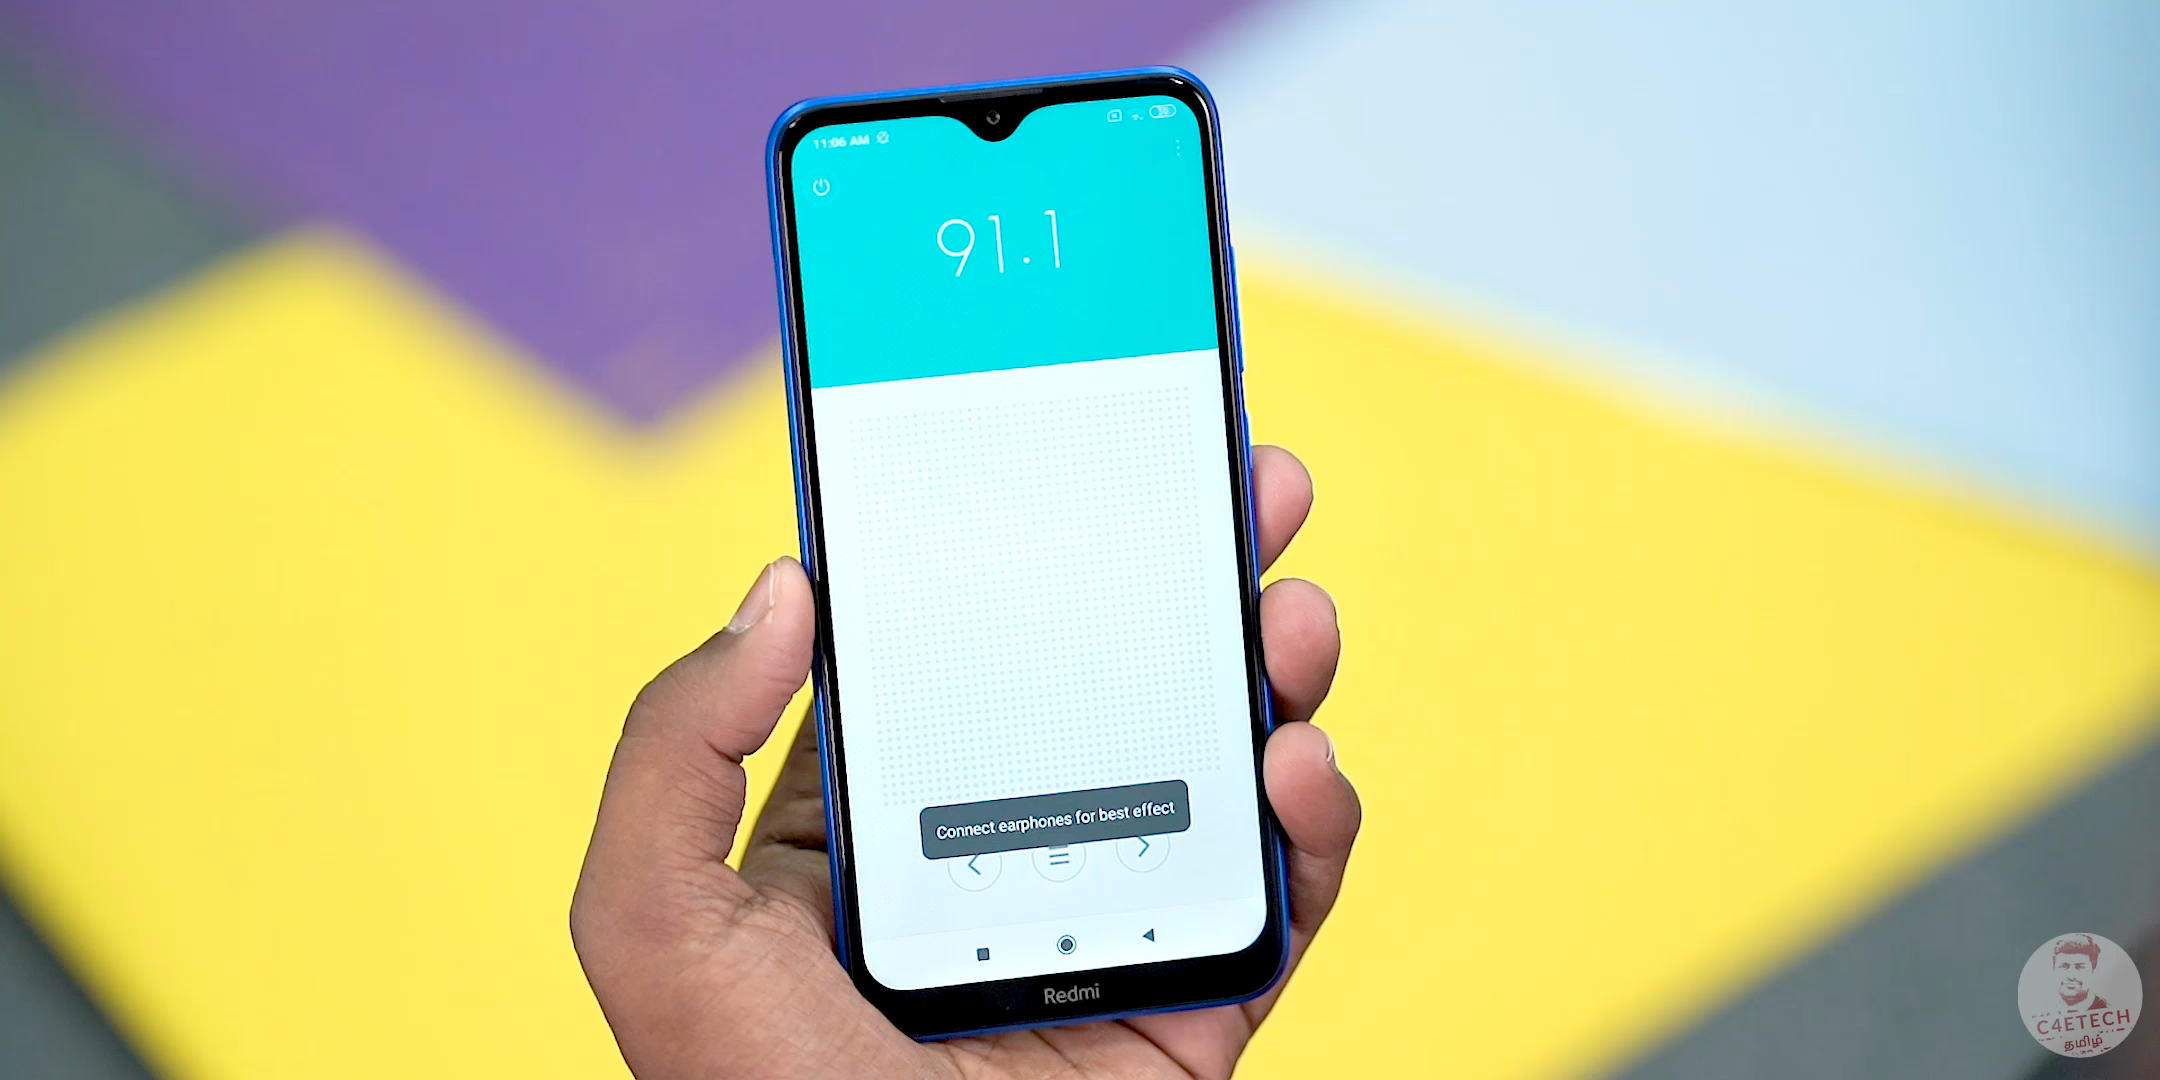 11:06 AM
91.1
Connect earphones for best effect
Redmi
C4ETECH
தமிழ்